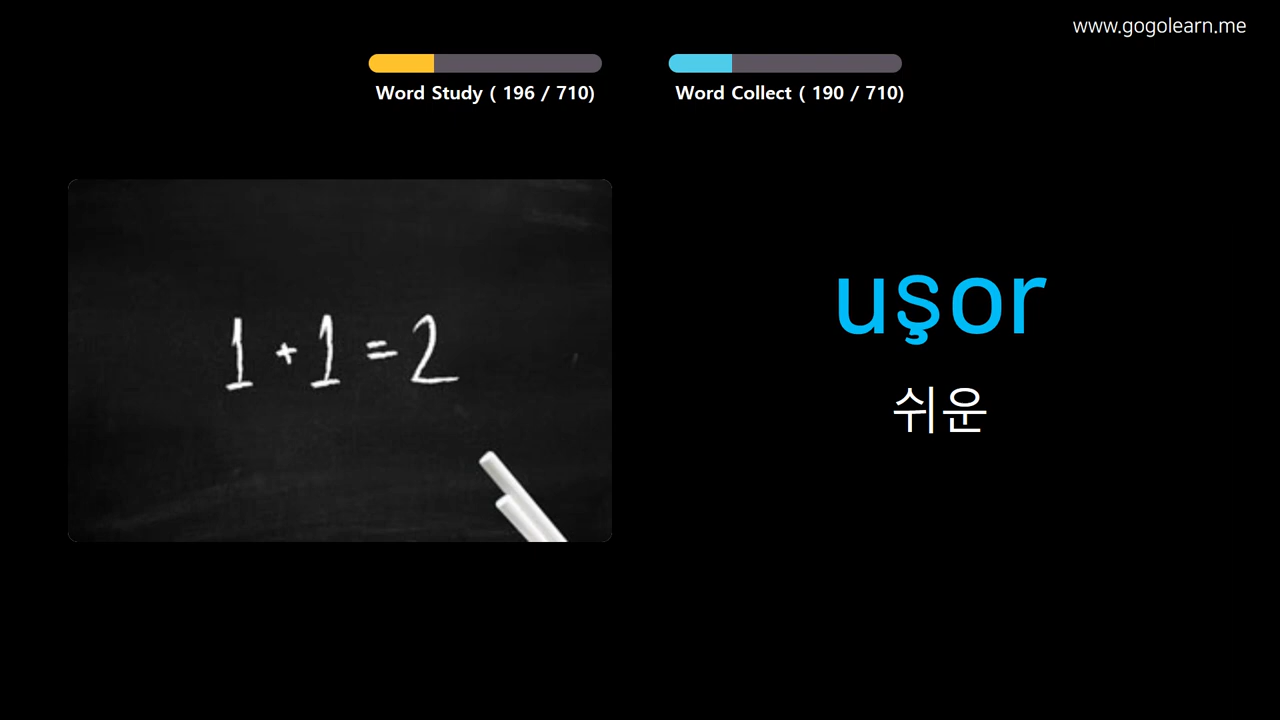 www.gogolearn.me
Word Study ( 196 / 710)
Word Collect ( 190 / 710)
1 + 1 = 2
uşor
쉬운